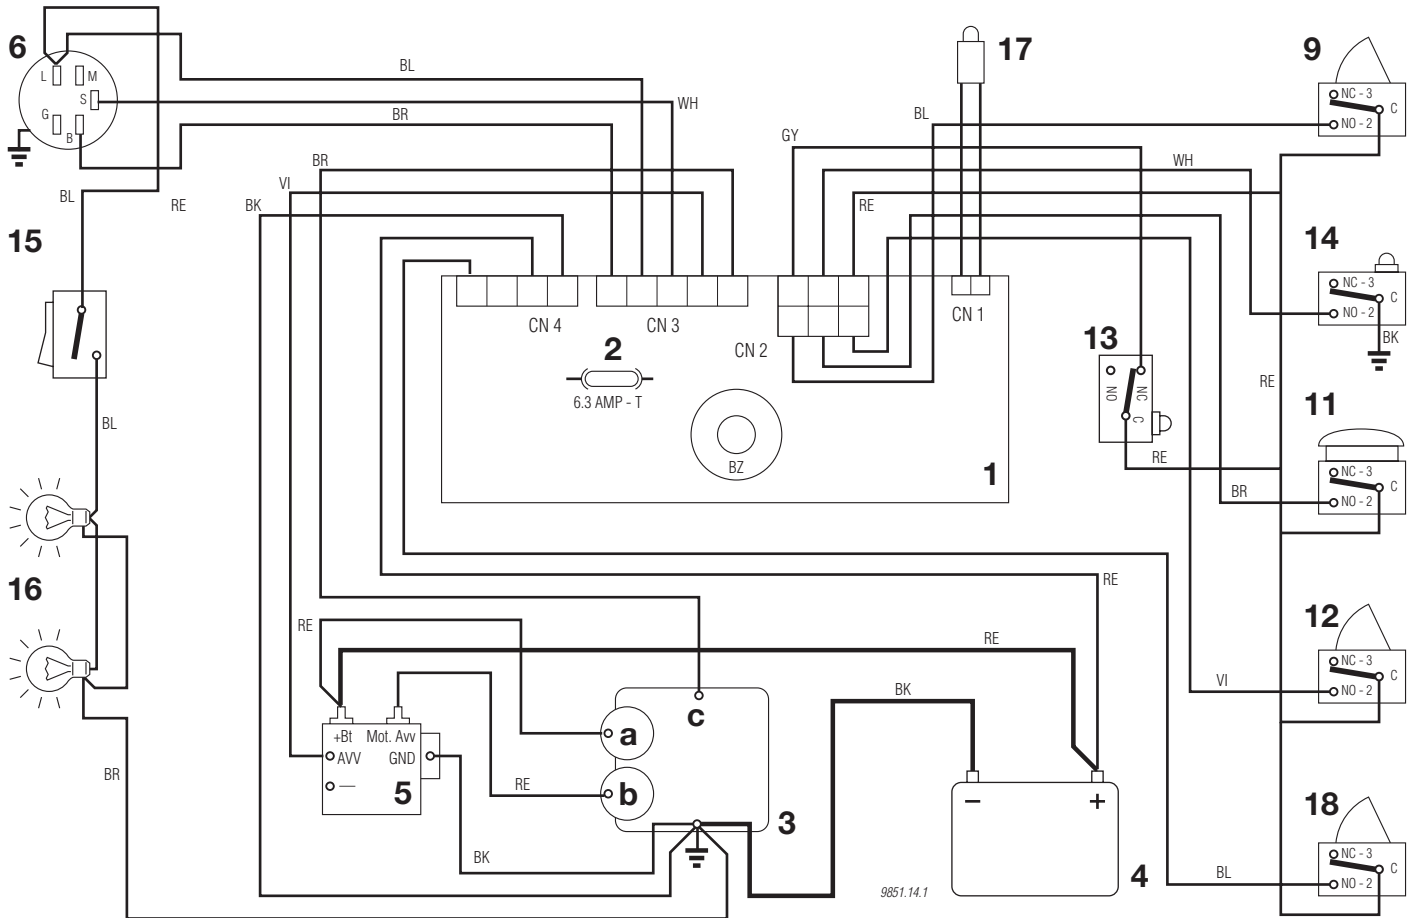 6
L
M
S
G
B
BL
WH
BR
17
9
NC - 3
C
NO - 2
BL
GY
BR
WH
VI
BL
RE
BK
RE
15
14
NC - 3
C
NO - 2
BK
CN 4
CN 3
CN 2
CN 1
2
6.3 AMP - T
13
NO
NC
C
RE
BZ
1
RE
11
NC - 3
C
NO - 2
BR
BL
16
RE
RE
RE
12
NC - 3
C
NO - 2
VI
BK
+Bt
Mot. Avv
AVV
GND
—
5
a
b
c
3
RE
BR
BK
−
+
4
9851.14.1
18
NC - 3
C
NO - 2
BL